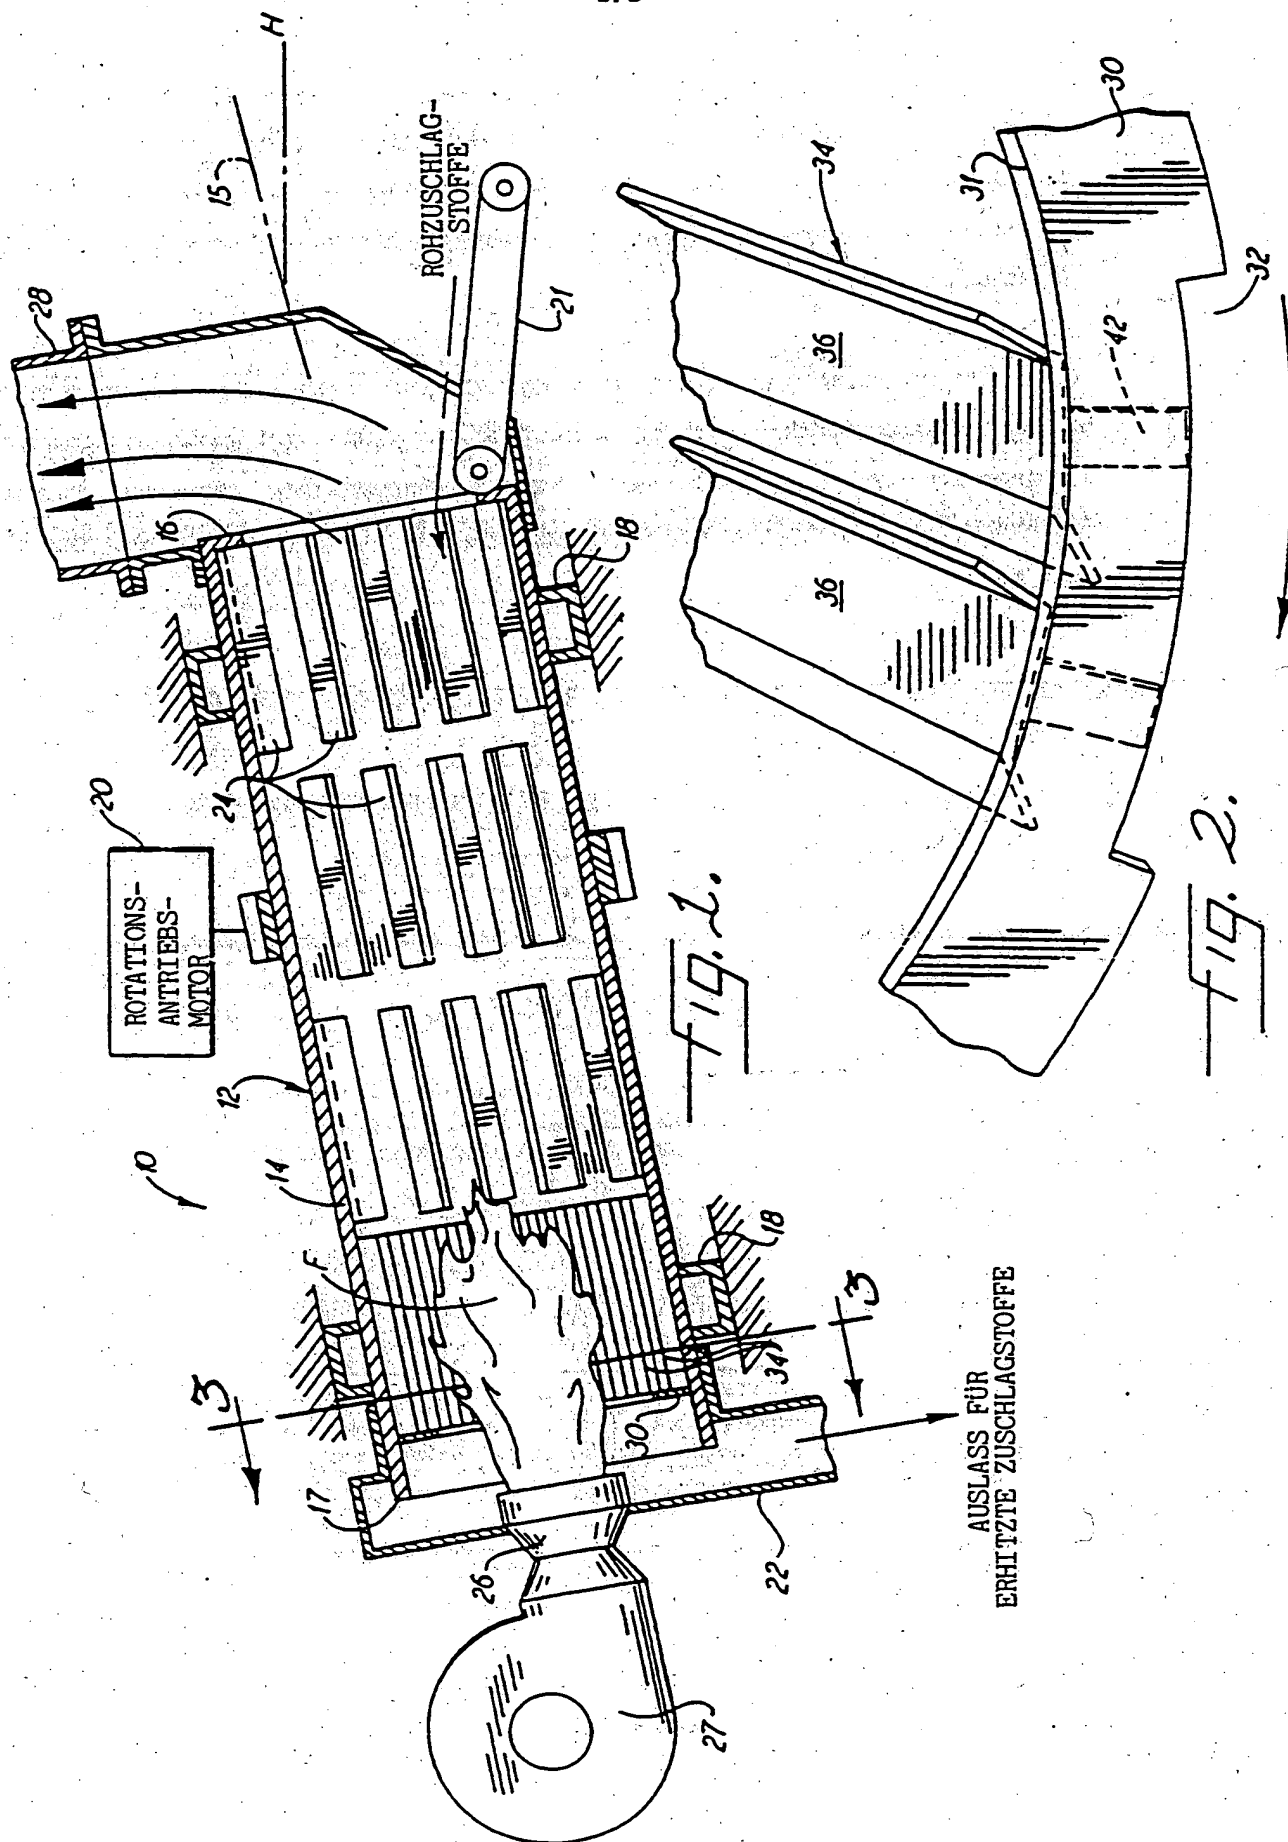 H
15
28
ROHZUSCHLAG-
STOFFE
21
16
18
24
20
ROTATIONS-
ANTRIEBS-
MOTOR
12
14
10
F
3
3
17
18
34
30
26
27
22
AUSLASS FÜR
ERHITZTE ZUSCHLAGSTOFFE
Fig. 1.
30
31
34
36
36
42
32
Fig. 2.